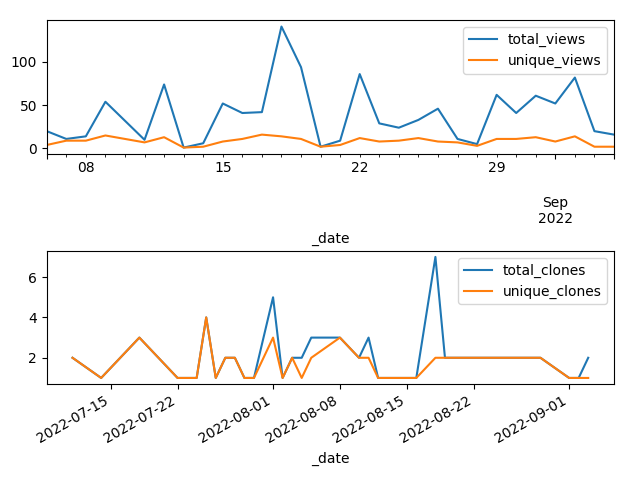 total_views
unique_views
100
50
0
08 15 22 29
Sep
2022
_date
total_clones
unique_clones
6
4
2
2022-07-15 2022-07-22 2022-08-01 2022-08-08 2022-08-15 2022-08-22 2022-09-01
_date